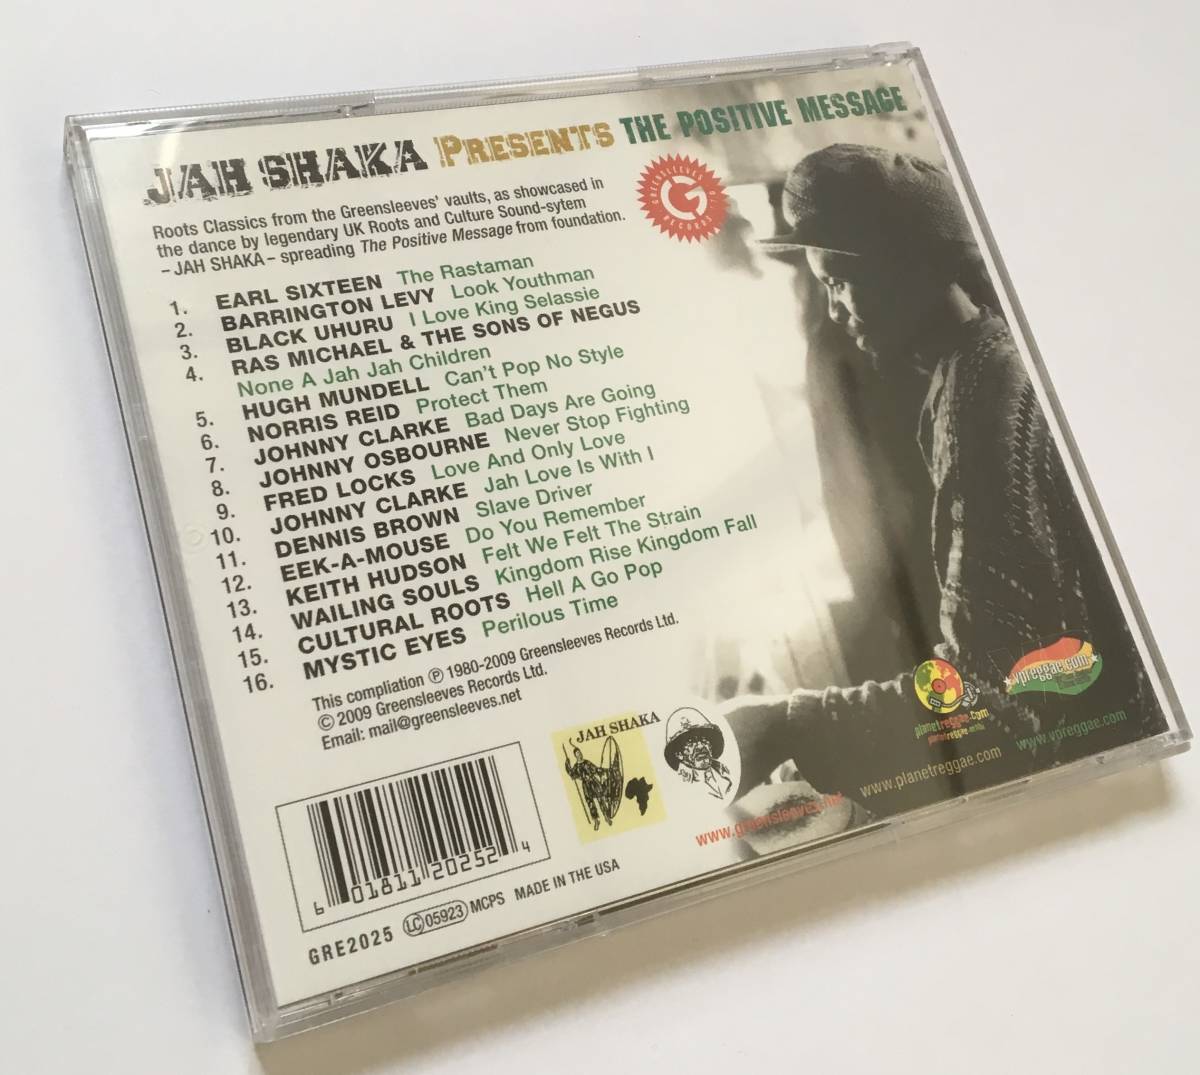 JAH SHAKA PRESENTS THE POSITIVE MESSAGE
Roots Classics from the Greensleeves' vaults, as showcased in
the dance by legendary UK Roots and Culture Sound-sytem
– JAH SHAKA – spreading The Positive Message from foundation.
GREENSLEEVES RECORDS
G
1. EARL SIXTEEN The Rastaman
2. BARRINGTON LEVY Look Youthman
3. BLACK UHURU I Love King Selassie
4. RAS MICHAEL & THE SONS OF NEGUS
None A Jah Jah Children
5. HUGH MUNDELL Can't Pop No Style
6. NORRIS REID Protect Them
7. JOHNNY CLARKE Bad Days Are Going
8. JOHNNY OSBOURNE Never Stop Fighting
9. FRED LOCKS Love And Only Love
10. JOHNNY CLARKE Jah Love Is With I
11. DENNIS BROWN Slave Driver
12. EEK-A-MOUSE Do You Remember
13. KEITH HUDSON Felt We Felt The Strain
14. WAILING SOULS Kingdom Rise Kingdom Fall
15. CULTURAL ROOTS Hell A Go Pop
16. MYSTIC EYES Perilous Time
This compliation ℗ 1980-2009 Greensleeves Records Ltd.
© 2009 Greensleeves Records Ltd.
Email: mail@greensleeves.net
JAH SHAKA
planetreggae.com
vpreggae.com
www.greensleeves.net
www.planetreggae.com
www.vpreggae.com
6 01811 20252 4
GRE2025 LC 05923 MCPS MADE IN THE USA